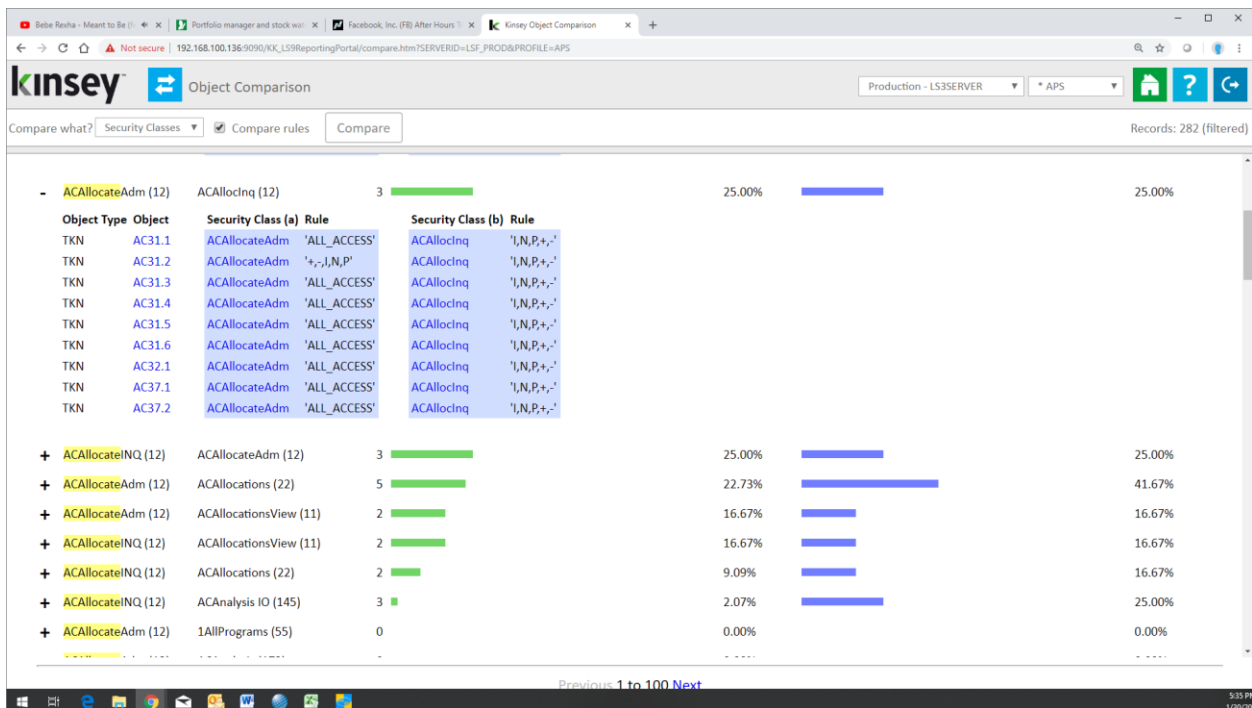 Bebe Rexha - Meant to Be (f
Portfolio manager and stock wat
Facebook, Inc. (FB) After Hours T
Kinsey Object Comparison
Not secure | 192.168.100.136:9090/KK_LS9ReportingPortal/compare.htm?SERVERID=LSF_PROD&PROFILE=APS
kinsey Object Comparison Production - LS3SERVER * APS ?
Compare what? Security Classes Compare rules Compare Records: 282 (filtered)
- ACAllocateAdm (12) ACAllocInq (12) 3 25.00% 25.00%
Object Type Object Security Class (a) Rule Security Class (b) Rule
TKN AC31.1 ACAllocateAdm 'ALL_ACCESS' ACAllocInq 'I,N,P,+,-'
TKN AC31.2 ACAllocateAdm '+,-,I,N,P' ACAllocInq 'I,N,P,+,-'
TKN AC31.3 ACAllocateAdm 'ALL_ACCESS' ACAllocInq 'I,N,P,+,-'
TKN AC31.4 ACAllocateAdm 'ALL_ACCESS' ACAllocInq 'I,N,P,+,-'
TKN AC31.5 ACAllocateAdm 'ALL_ACCESS' ACAllocInq 'I,N,P,+,-'
TKN AC31.6 ACAllocateAdm 'ALL_ACCESS' ACAllocInq 'I,N,P,+,-'
TKN AC32.1 ACAllocateAdm 'ALL_ACCESS' ACAllocInq 'I,N,P,+,-'
TKN AC37.1 ACAllocateAdm 'ALL_ACCESS' ACAllocInq 'I,N,P,+,-'
TKN AC37.2 ACAllocateAdm 'ALL_ACCESS' ACAllocInq 'I,N,P,+,-'
+ ACAllocateINQ (12) ACAllocateAdm (12) 3 25.00% 25.00%
+ ACAllocateAdm (12) ACAllocations (22) 5 22.73% 41.67%
+ ACAllocateAdm (12) ACAllocationsView (11) 2 16.67% 16.67%
+ ACAllocateINQ (12) ACAllocationsView (11) 2 16.67% 16.67%
+ ACAllocateINQ (12) ACAllocations (22) 2 9.09% 16.67%
+ ACAllocateINQ (12) ACAnalysis IO (145) 3 2.07% 25.00%
+ ACAllocateAdm (12) 1AllPrograms (55) 0 0.00% 0.00%
Previous 1 to 100 Next
5:35 PM